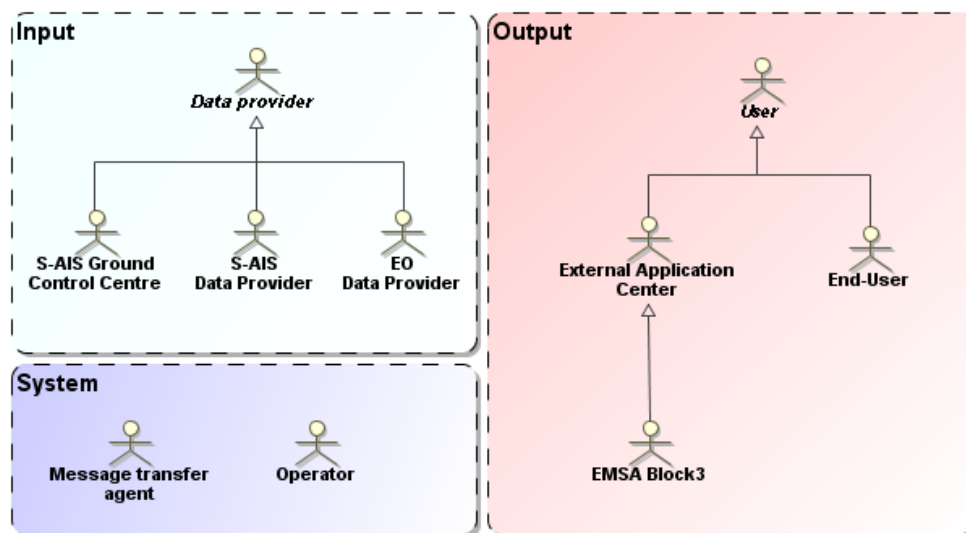 Input
Data provider
S-AIS Ground
Control Centre
S-AIS
Data Provider
EO
Data Provider
System
Message transfer
agent
Operator
Output
User
External Application
Center
End-User
EMSA Block3